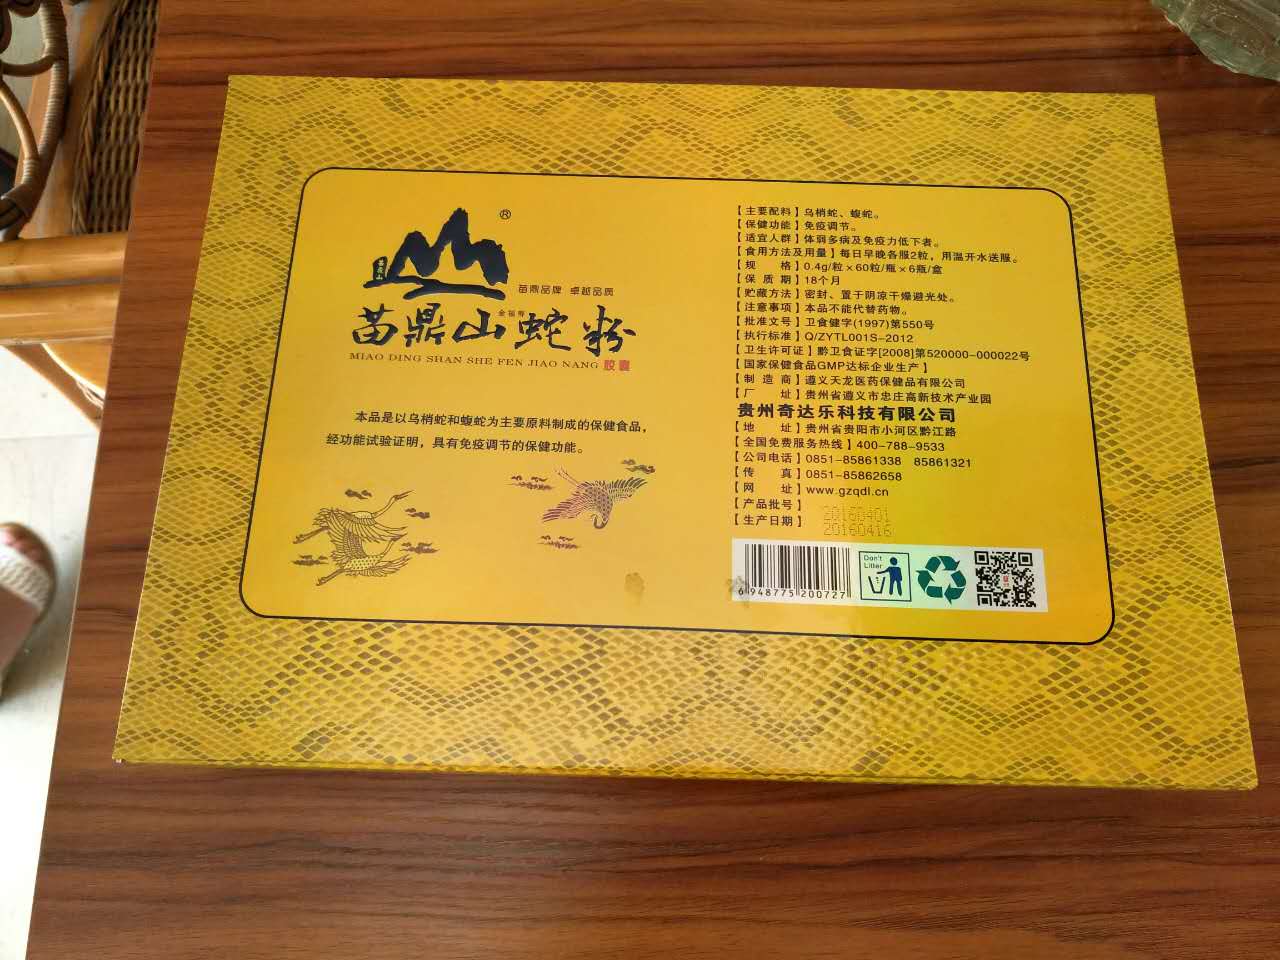 ®
苗鼎山
苗鼎品牌 卓越品质
金福寿
苗鼎山蛇粉
MIAO DING SHAN SHE FEN JIAO NANG 胶囊
本品是以乌梢蛇和蝮蛇为主要原料制成的保健食品，
经功能试验证明，具有免疫调节的保健功能。
【主要配料】乌梢蛇、蝮蛇。
【保健功能】免疫调节。
【适宜人群】体弱多病及免疫力低下者。
【食用方法及用量】每日早晚各服2粒，用温开水送服。
【规 格】0.4g/粒×60粒/瓶×6瓶/盒
【保 质 期】18个月
【贮藏方法】密封、置于阴凉干燥避光处。
【注意事项】本品不能代替药物。
【批准文号】卫食健字(1997)第550号
【执行标准】Q/ZYTL001S-2012
【卫生许可证】黔卫食证字[2008]第520000-000022号
【国家保健食品GMP达标企业生产】
【制 造 商】遵义天龙医药保健品有限公司
【厂 址】贵州省遵义市忠庄高新技术产业园
贵州奇达乐科技有限公司
【地 址】贵州省贵阳市小河区黔江路
【全国免费服务热线】400-788-9533
【公司电话】0851-85861338 85861321
【传 真】0851-85862658
【网 址】www.gzqdl.cn
【产品批号】20160401
【生产日期】20160416
6 948775 200727
Don't
Litter